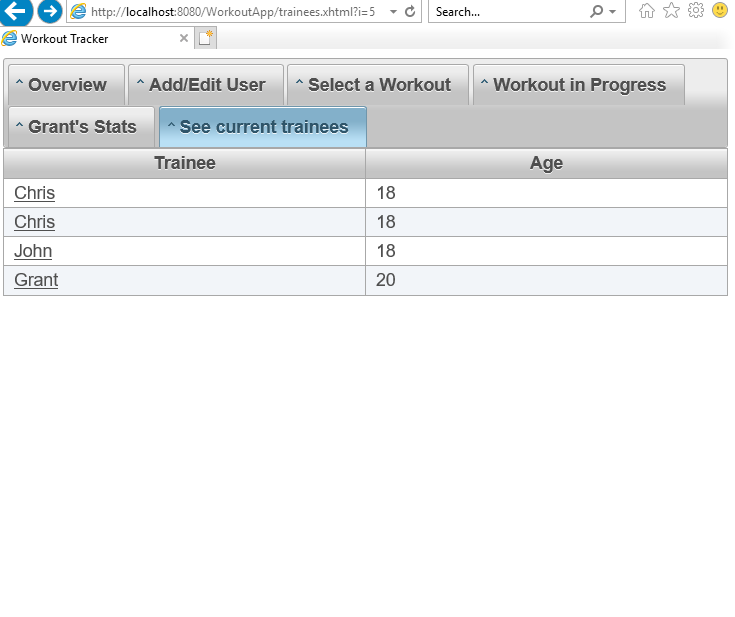 http://localhost:8080/WorkoutApp/trainees.xhtml?i=5 Search...
Workout Tracker
^ Overview ^ Add/Edit User ^ Select a Workout ^ Workout in Progress
^ Grant's Stats ^ See current trainees
Trainee Age
Chris 18
Chris 18
John 18
Grant 20